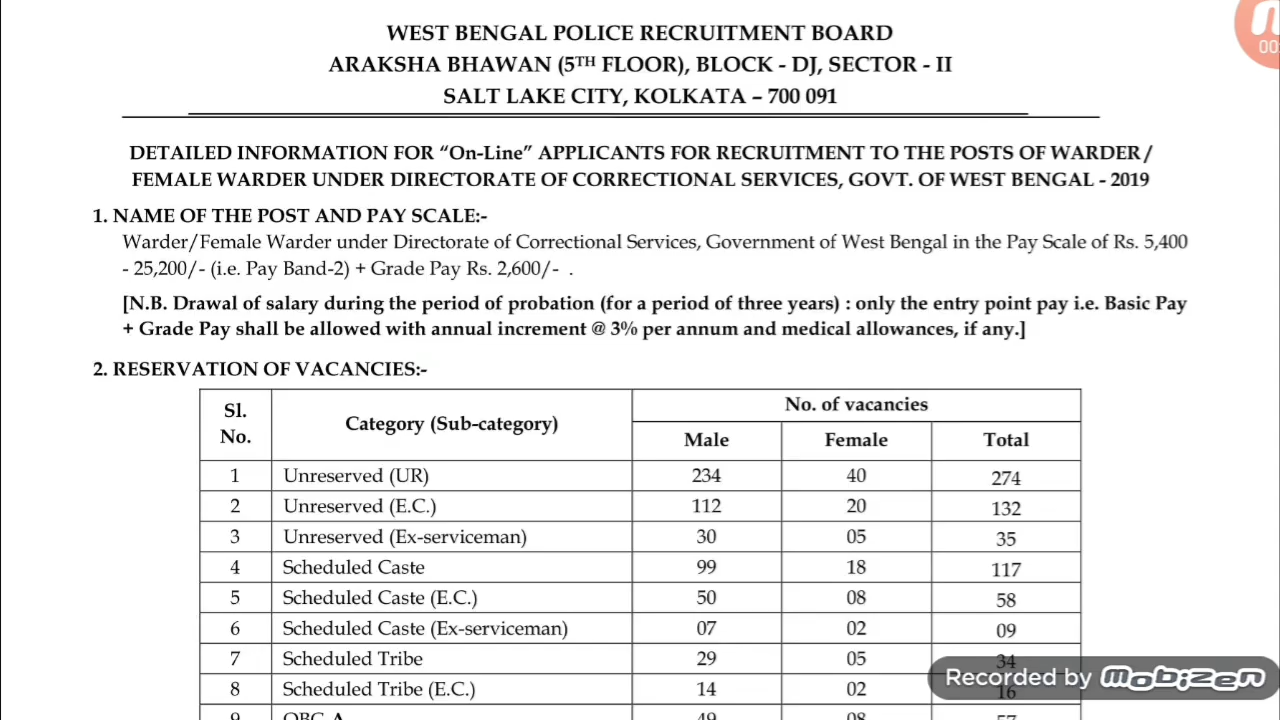 WEST BENGAL POLICE RECRUITMENT BOARD
ARAKSHA BHAWAN (5TH FLOOR), BLOCK - DJ, SECTOR - II
SALT LAKE CITY, KOLKATA – 700 091
DETAILED INFORMATION FOR “On-Line” APPLICANTS FOR RECRUITMENT TO THE POSTS OF WARDER/
FEMALE WARDER UNDER DIRECTORATE OF CORRECTIONAL SERVICES, GOVT. OF WEST BENGAL - 2019
1. NAME OF THE POST AND PAY SCALE:-
Warder/Female Warder under Directorate of Correctional Services, Government of West Bengal in the Pay Scale of Rs. 5,400
- 25,200/- (i.e. Pay Band-2) + Grade Pay Rs. 2,600/- .
[N.B. Drawal of salary during the period of probation (for a period of three years) : only the entry point pay i.e. Basic Pay
+ Grade Pay shall be allowed with annual increment @ 3% per annum and medical allowances, if any.]
2. RESERVATION OF VACANCIES:-
Sl. No. Category (Sub-category) No. of vacancies
Male Female Total
1 Unreserved (UR) 234 40 274
2 Unreserved (E.C.) 112 20 132
3 Unreserved (Ex-serviceman) 30 05 35
4 Scheduled Caste 99 18 117
5 Scheduled Caste (E.C.) 50 08 58
6 Scheduled Caste (Ex-serviceman) 07 02 09
7 Scheduled Tribe 29 05 34
8 Scheduled Tribe (E.C.) 14 02 16
9 OBC-A 49 08 57
Recorded by Mobizen
00: